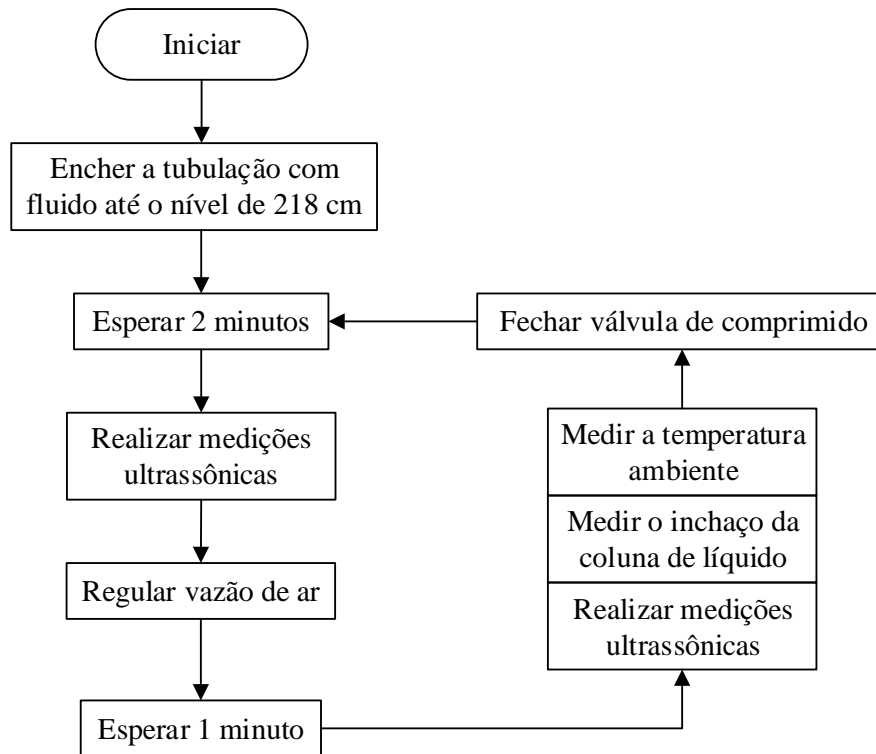 Iniciar
Encher a tubulação com
fluido até o nível de 218 cm
Esperar 2 minutos
Realizar medições
ultrassônicas
Regular vazão de ar
Esperar 1 minuto
Realizar medições
ultrassônicas
Medir o inchaço da
coluna de líquido
Medir a temperatura
ambiente
Fechar válvula de comprimido